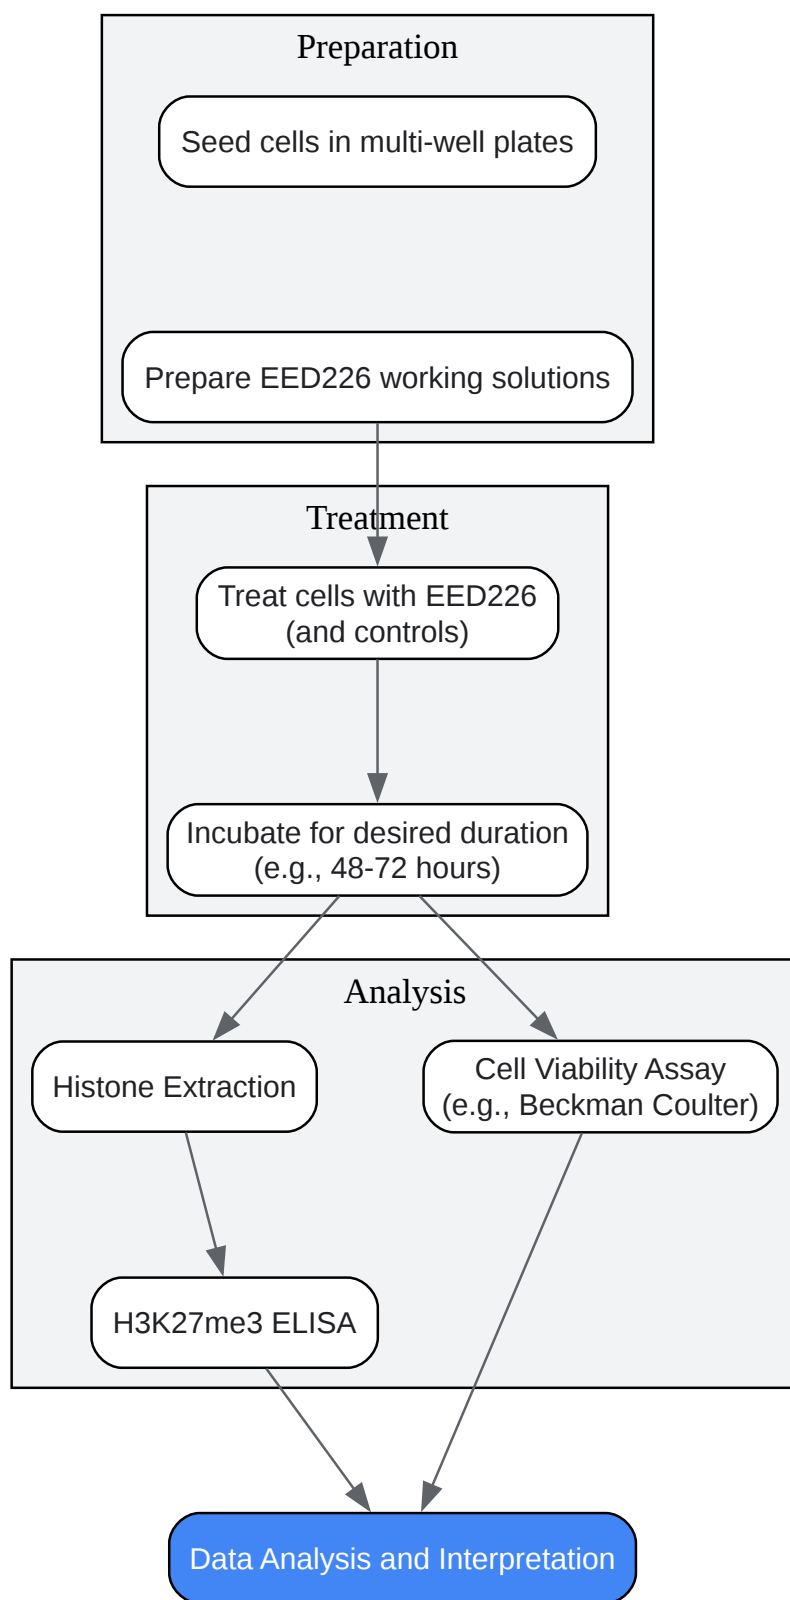 Preparation
Seed cells in multi-well plates
Prepare EED226 working solutions
Treatment
Treat cells with EED226
(and controls)
Incubate for desired duration
(e.g., 48-72 hours)
Analysis
Histone Extraction
Cell Viability Assay
(e.g., Beckman Coulter)
H3K27me3 ELISA
Data Analysis and Interpretation